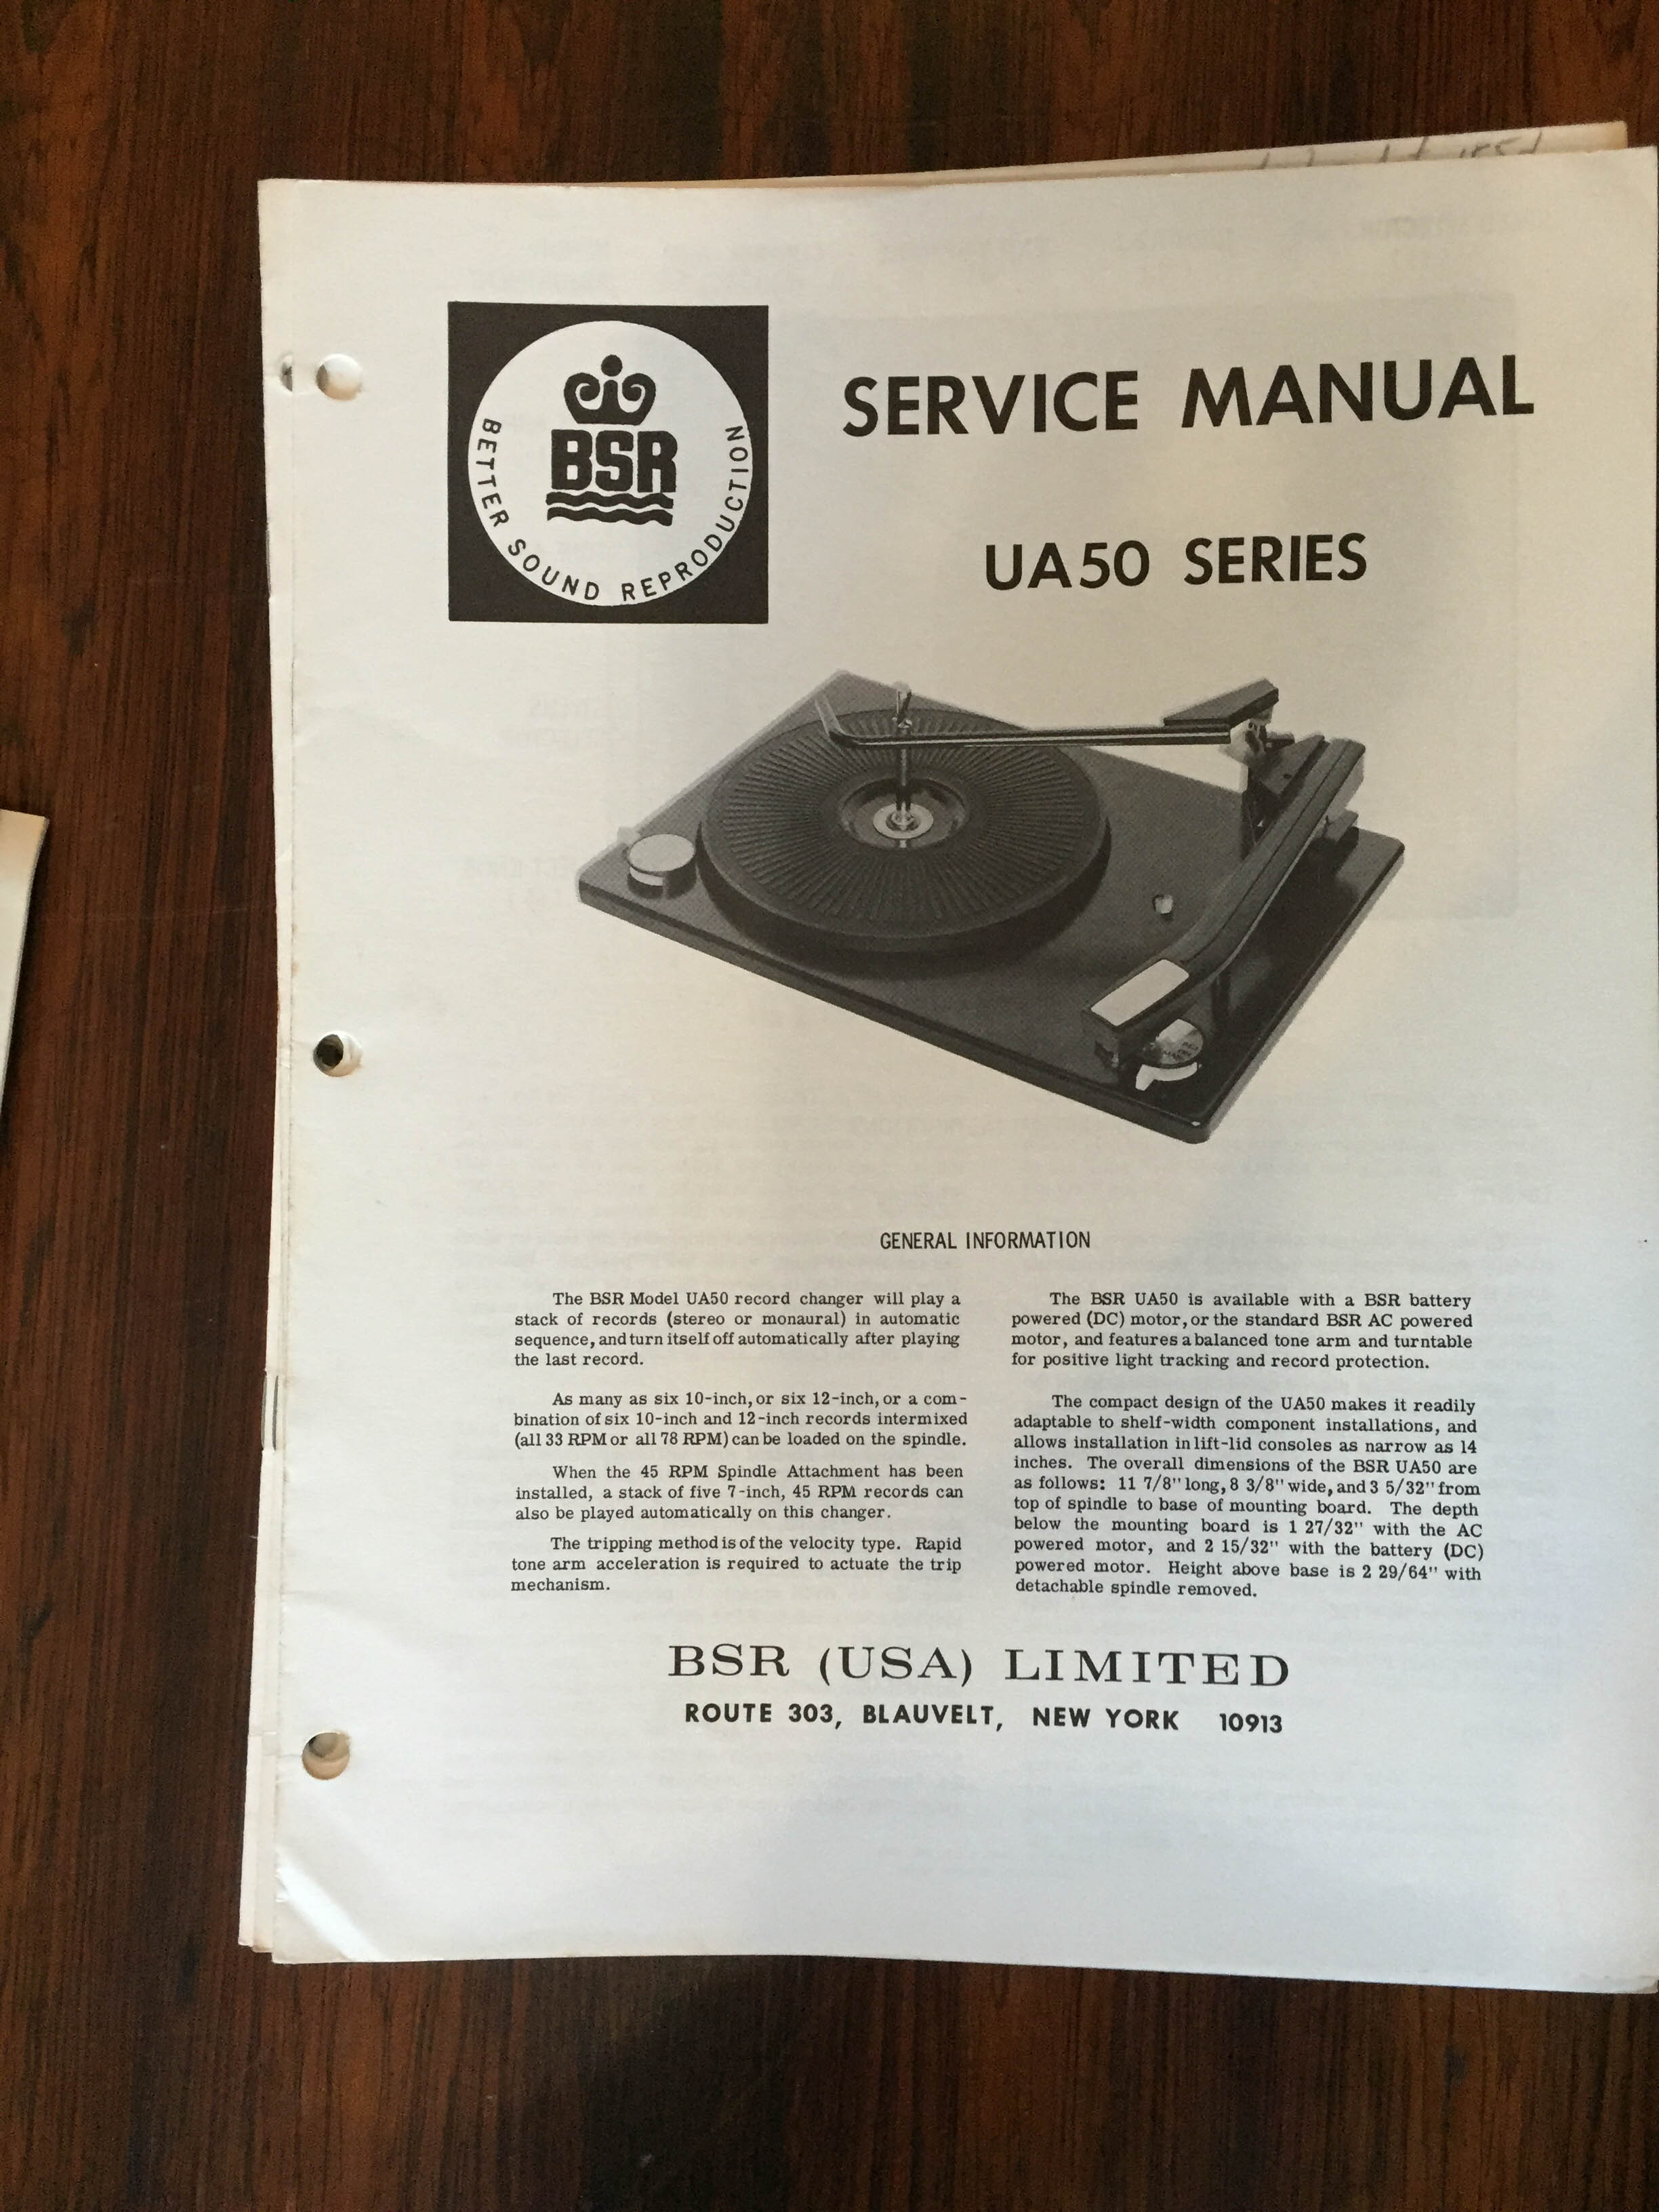 BSR
BETTER SOUND REPRODUCTION
SERVICE MANUAL
UA50 SERIES
GENERAL INFORMATION
The BSR Model UA50 record changer will play a
stack of records (stereo or monaural) in automatic
sequence, and turn itself off automatically after playing
the last record.
As many as six 10-inch, or six 12-inch, or a com-
bination of six 10-inch and 12-inch records intermixed
(all 33 RPM or all 78 RPM) can be loaded on the spindle.
When the 45 RPM Spindle Attachment has been
installed, a stack of five 7-inch, 45 RPM records can
also be played automatically on this changer.
The tripping method is of the velocity type. Rapid
tone arm acceleration is required to actuate the trip
mechanism.
The BSR UA50 is available with a BSR battery
powered (DC) motor, or the standard BSR AC powered
motor, and features a balanced tone arm and turntable
for positive light tracking and record protection.
The compact design of the UA50 makes it readily
adaptable to shelf-width component installations, and
allows installation in lift-lid consoles as narrow as 14
inches. The overall dimensions of the BSR UA50 are
as follows: 11 7/8" long, 8 3/8" wide, and 3 5/32" from
top of spindle to base of mounting board. The depth
below the mounting board is 1 27/32" with the AC
powered motor, and 2 15/32" with the battery (DC)
powered motor. Height above base is 2 29/64" with
detachable spindle removed.
BSR (USA) LIMITED
ROUTE 303, BLAUVELT, NEW YORK 10913